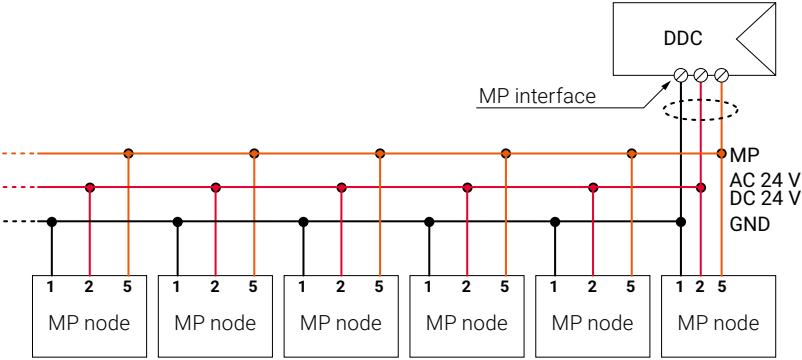 DDC
MP interface
MP
AC 24 V
DC 24 V
GND
1 2 5 1 2 5 1 2 5 1 2 5 1 2 5 1 2 5
MP node MP node MP node MP node MP node MP node